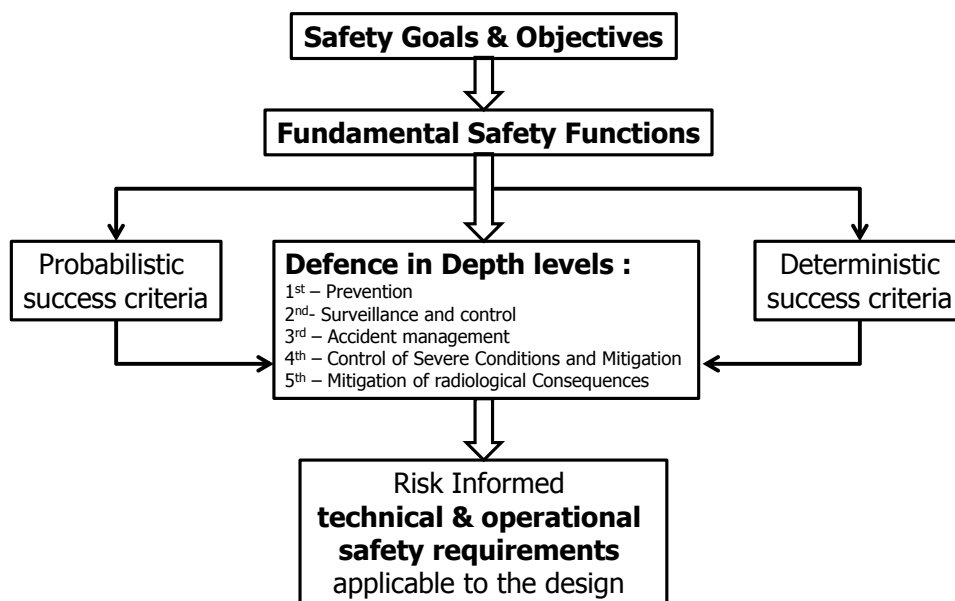 Safety Goals & Objectives
Fundamental Safety Functions
Probabilistic
success criteria
Defence in Depth levels :
1st – Prevention
2nd- Surveillance and control
3rd – Accident management
4th – Control of Severe Conditions and Mitigation
5th – Mitigation of radiological Consequences
Deterministic
success criteria
Risk Informed
technical & operational
safety requirements
applicable to the design